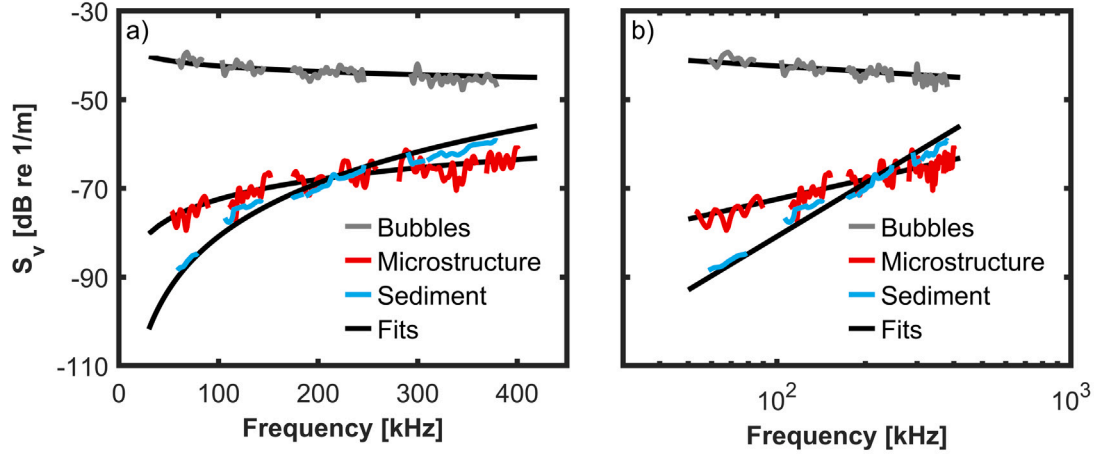 a)
b)
S_v [dB re 1/m]
-30
-50
-70
-90
-110
Bubbles
Microstructure
Sediment
Fits
0 100 200 300 400
Frequency [kHz]
Bubbles
Microstructure
Sediment
Fits
10^2 10^3
Frequency [kHz]